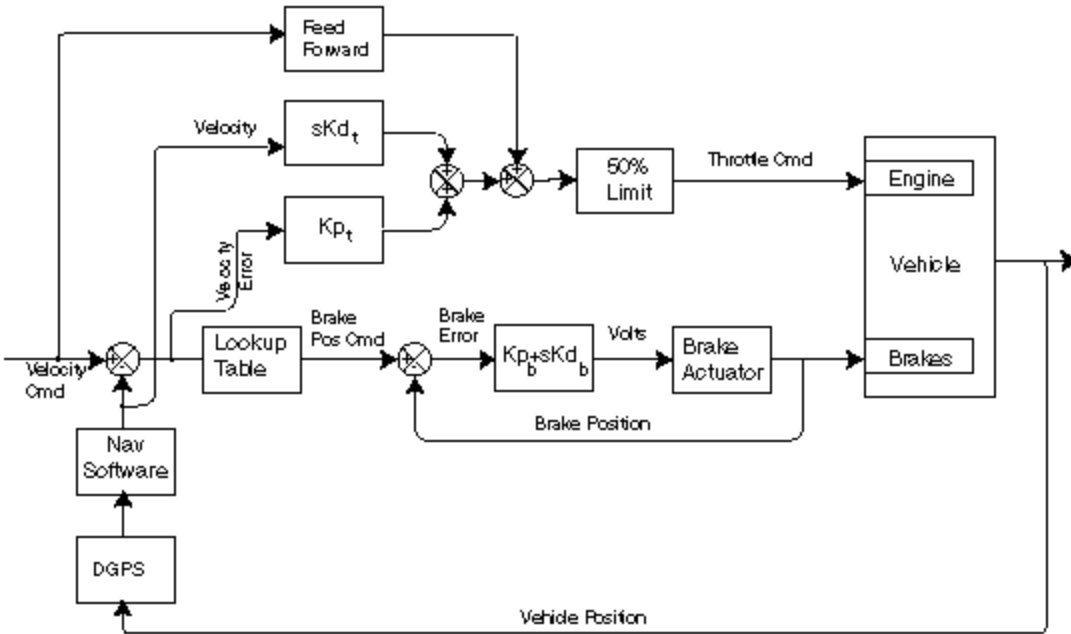 Feed
Forward
Velocity
sKd t
50%
Limit
Throttle Cmd
Engine
Kp t
Velocity
Error
Vehicle
Brake
Pos Cmd
Brake
Error
Volts
Lookup
Table
Kp b +sKd b
Brake
Actuator
Brakes
Velocity
Cmd
Brake Position
Nav
Software
DGPS
Vehicle Position